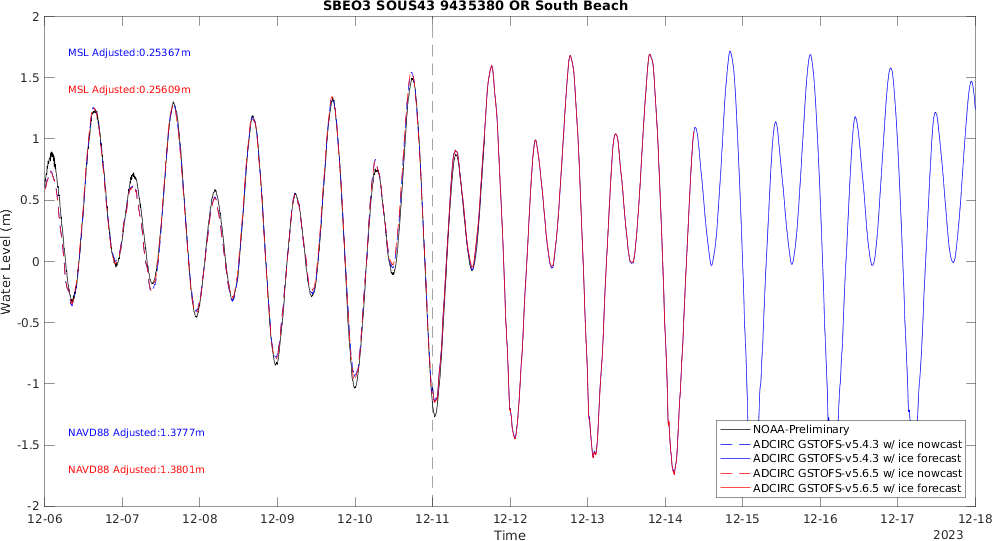 SBEO3 SOUS43 9435380 OR South Beach
MSL Adjusted:0.25367m
MSL Adjusted:0.25609m
NAVD88 Adjusted:1.3777m
NAVD88 Adjusted:1.3801m
Water Level (m)
2
1.5
1
0.5
0
-0.5
-1
-1.5
-2
NOAA-Preliminary
ADCIRC GSTOFS-v5.4.3 w/ ice nowcast
ADCIRC GSTOFS-v5.4.3 w/ ice forecast
ADCIRC GSTOFS-v5.6.5 w/ ice nowcast
ADCIRC GSTOFS-v5.6.5 w/ ice forecast
12-06 12-07 12-08 12-09 12-10 12-11 12-12 12-13 12-14 12-15 12-16 12-17 12-18
Time
2023